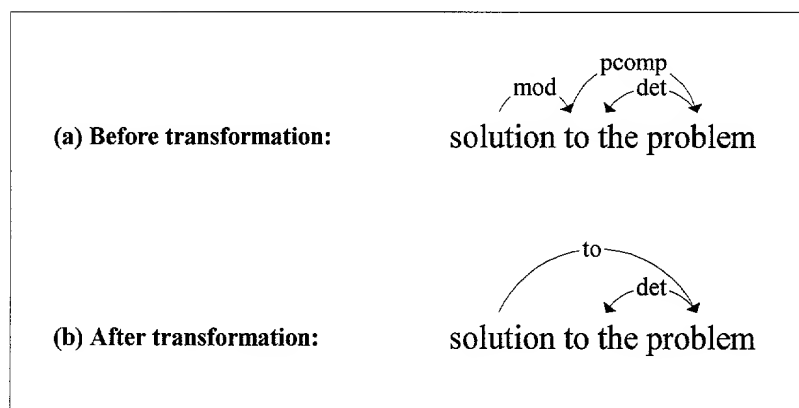 pcomp
mod det
(a) Before transformation: solution to the problem
to
det
(b) After transformation: solution to the problem